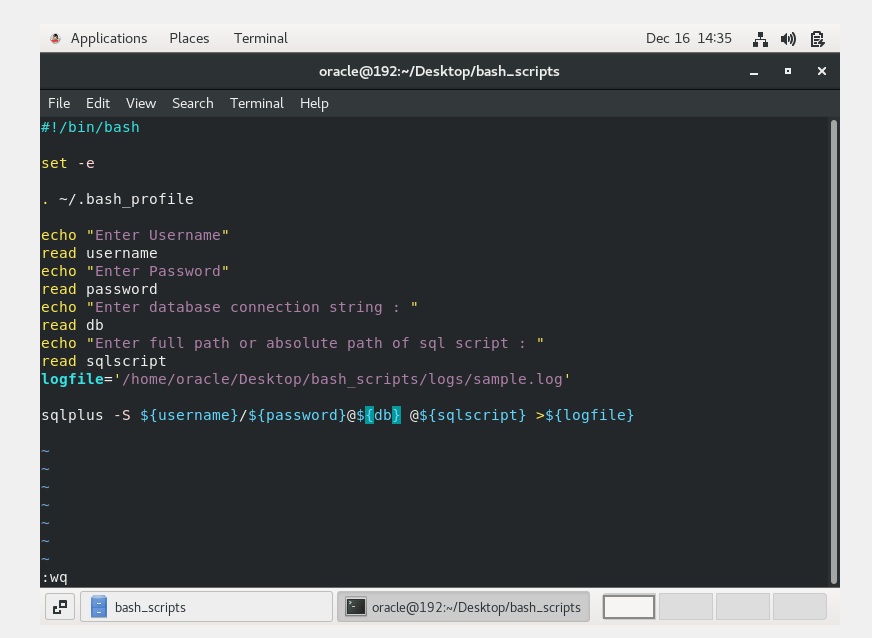 Applications Places Terminal Dec 16 14:35
oracle@192:~/Desktop/bash_scripts
File Edit View Search Terminal Help
#!/bin/bash
set -e
. ~/.bash_profile
echo "Enter Username"
read username
echo "Enter Password"
read password
echo "Enter database connection string : "
read db
echo "Enter full path or absolute path of sql script : "
read sqlscript
logfile='/home/oracle/Desktop/bash_scripts/logs/sample.log'
sqlplus -S ${username}/${password}@${db} @${sqlscript} >${logfile}
~
~
~
~
~
~
~
:wq
bash_scripts oracle@192:~/Desktop/bash_scripts